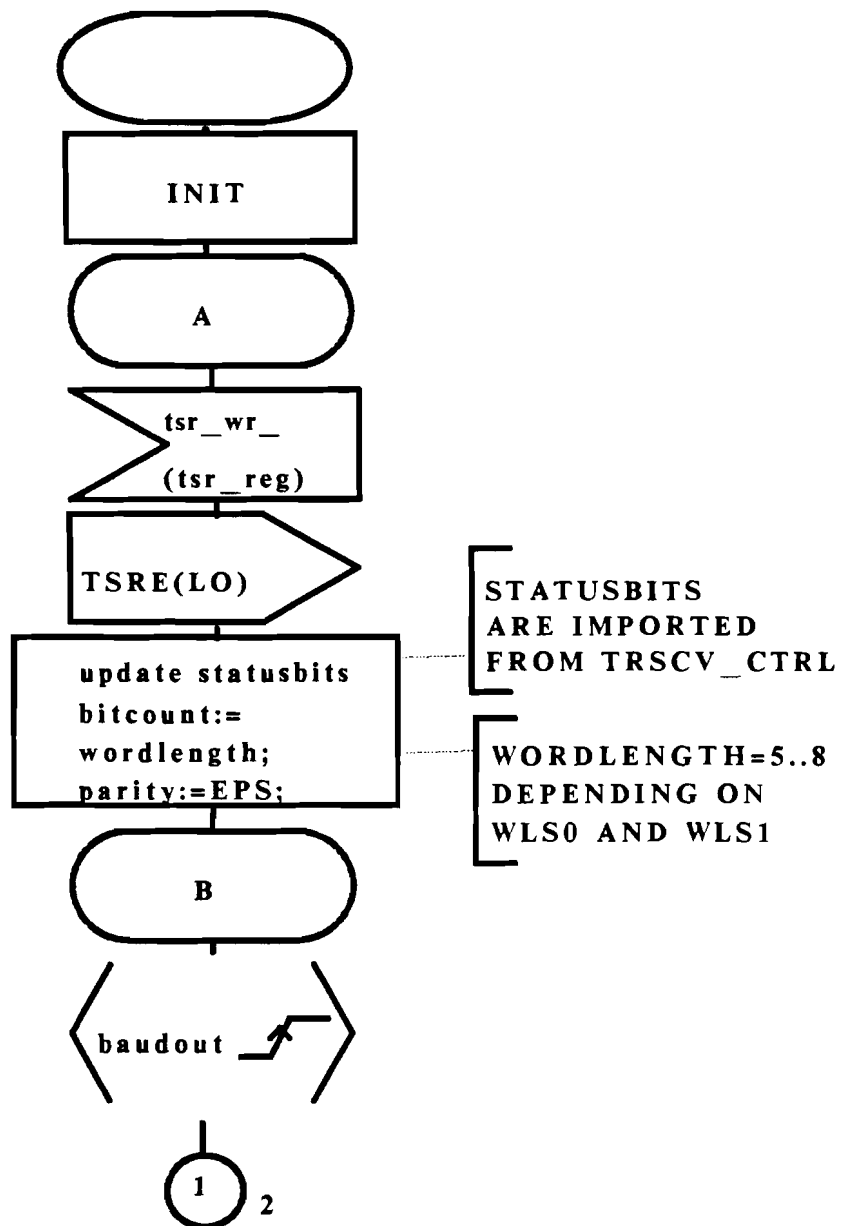 INIT
A
tsr_wr_
(tsr_reg)
TSRE(LO)
STATUSBITS
ARE IMPORTED
FROM TRSCV_CTRL
update statusbits
bitcount:=
wordlength;
parity:=EPS;
WORDLENGTH=5..8
DEPENDING ON
WLS0 AND WLS1
B
baudout
1
2